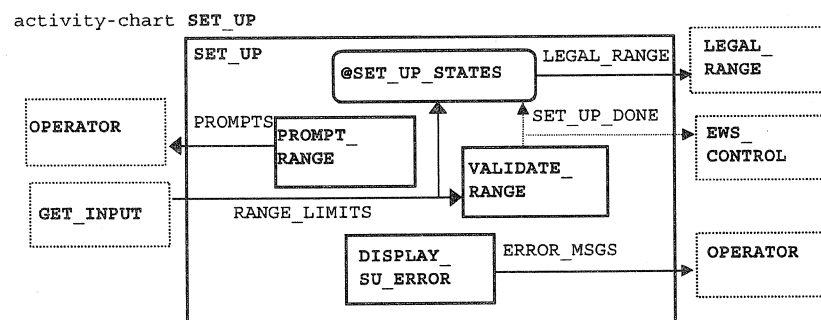 activity-chart SET_UP
SET_UP
@SET_UP_STATES
LEGAL_RANGE
LEGAL_
RANGE
OPERATOR
PROMPTS
PROMPT_
RANGE
SET_UP_DONE
EWS_
CONTROL
VALIDATE_
RANGE
GET_INPUT
RANGE_LIMITS
DISPLAY_
SU_ERROR
ERROR_MSGS
OPERATOR